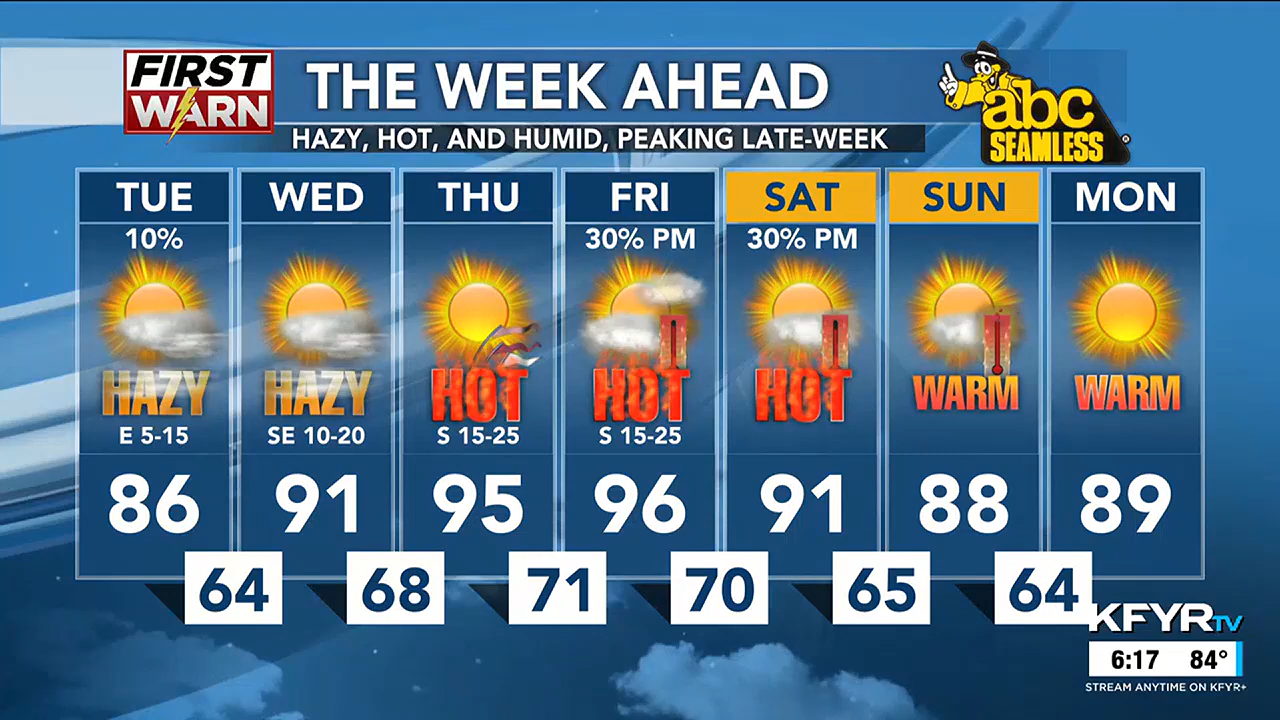 FIRST
WARN
THE WEEK AHEAD
HAZY, HOT, AND HUMID, PEAKING LATE-WEEK
abc
SEAMLESS
TUE WED THU FRI SAT SUN MON
10% 30% PM 30% PM
HAZY HAZY HOT HOT HOT WARM WARM
E 5-15 SE 10-20 S 15-25 S 15-25
86 91 95 96 91 88 89
64 68 71 70 65 64
KFYRTV
6:17 84°
STREAM ANYTIME ON KFYR+